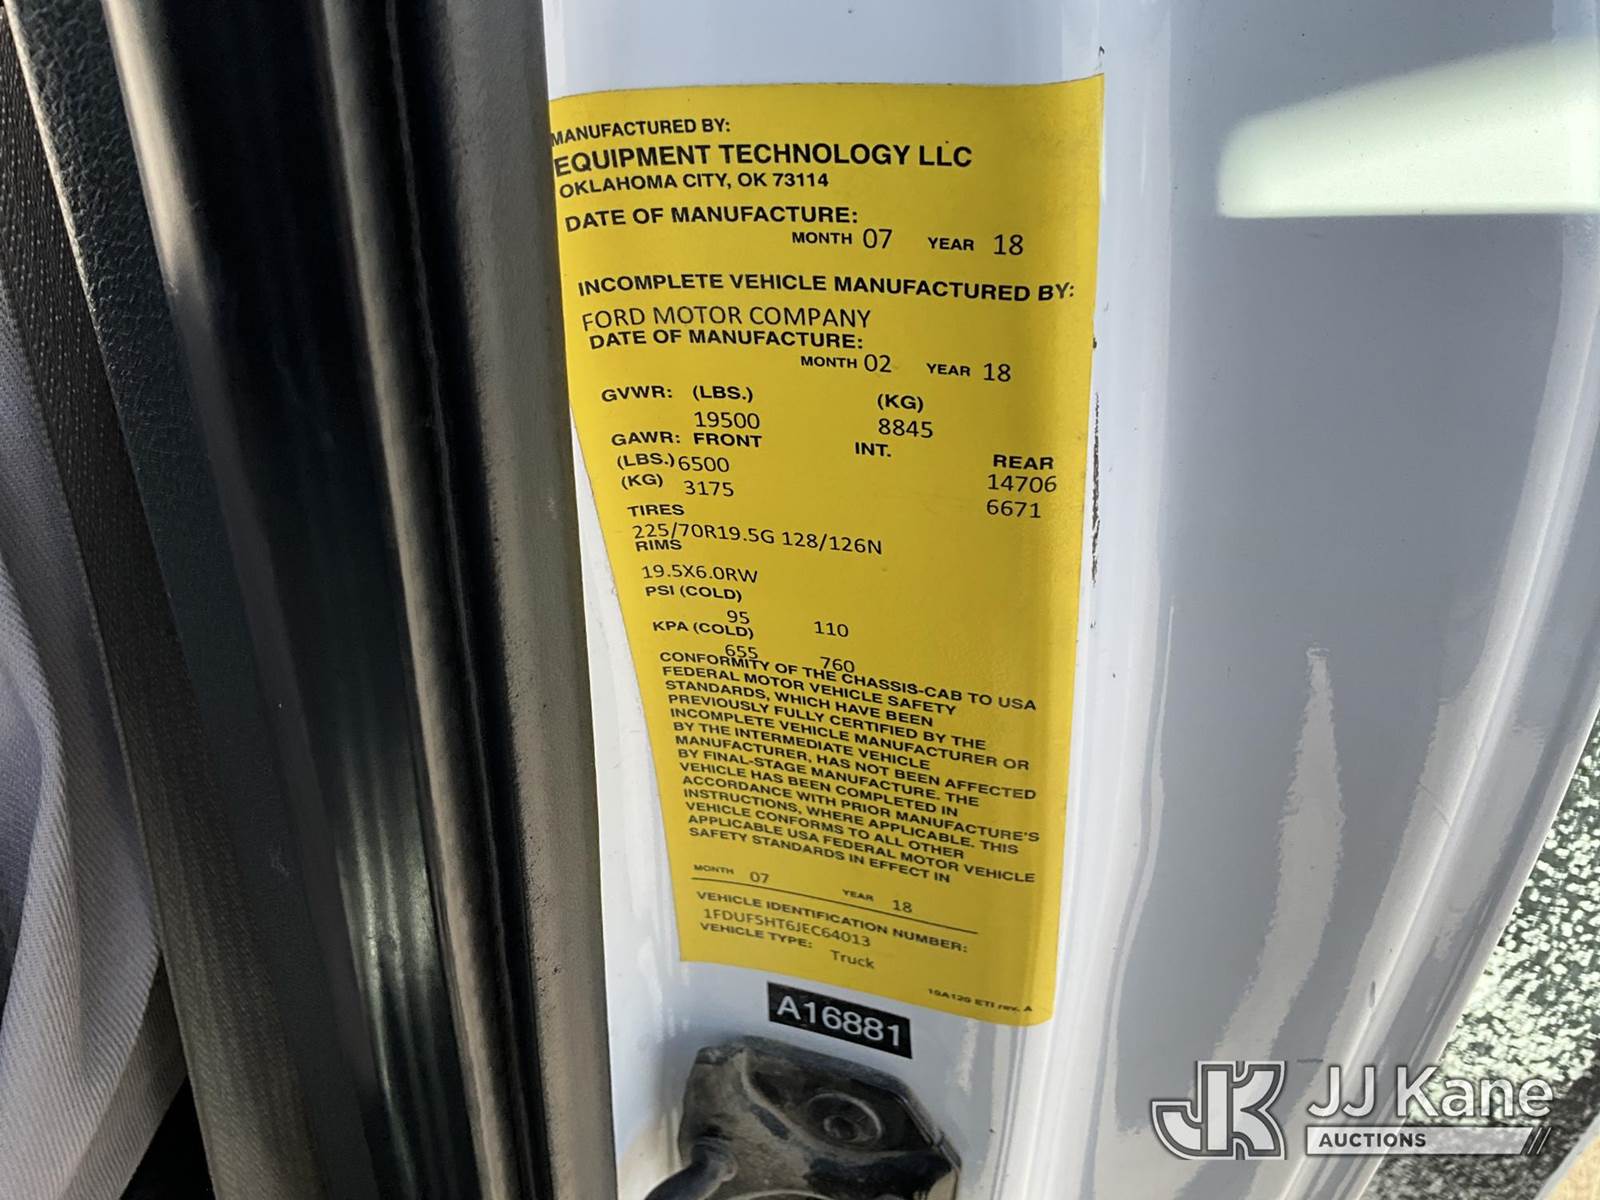 MANUFACTURED BY:
EQUIPMENT TECHNOLOGY LLC
OKLAHOMA CITY, OK 73114
DATE OF MANUFACTURE:
MONTH 07 YEAR 18
INCOMPLETE VEHICLE MANUFACTURED BY:
FORD MOTOR COMPANY
DATE OF MANUFACTURE:
MONTH 02 YEAR 18
GVWR: (LBS.) (KG)
19500 8845
GAWR: FRONT INT. REAR
(LBS.) 6500 14706
(KG) 3175 6671
TIRES
225/70R19.5G 128/126N
RIMS
19.5X6.0RW
PSI (COLD)
95 110
KPA (COLD)
655 760
CONFORMITY OF THE CHASSIS-CAB TO USA
FEDERAL MOTOR VEHICLE SAFETY
STANDARDS, WHICH HAVE BEEN
PREVIOUSLY FULLY CERTIFIED BY THE
INCOMPLETE VEHICLE MANUFACTURER OR
BY THE INTERMEDIATE VEHICLE
MANUFACTURER, HAS NOT BEEN AFFECTED
BY FINAL-STAGE MANUFACTURE. THE
VEHICLE HAS BEEN COMPLETED IN
ACCORDANCE WITH PRIOR MANUFACTURE'S
INSTRUCTIONS, WHERE APPLICABLE. THIS
VEHICLE CONFORMS TO ALL OTHER
APPLICABLE USA FEDERAL MOTOR VEHICLE
SAFETY STANDARDS IN EFFECT IN
MONTH 07 YEAR 18
VEHICLE IDENTIFICATION NUMBER:
1FDUF5HT6JEC64013
VEHICLE TYPE: Truck
10A120 ETI rev. A
A16881
JK JJ Kane
AUCTIONS